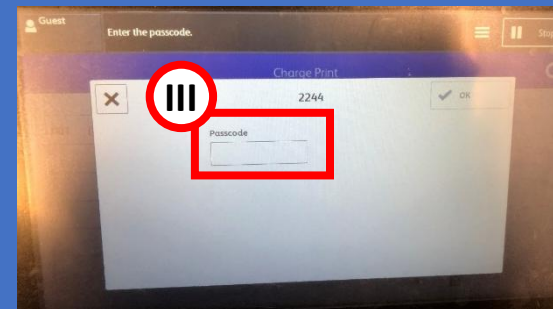 Guest
Enter the passcode.
Stop
Charge Print
III
2244
OK
Passcode